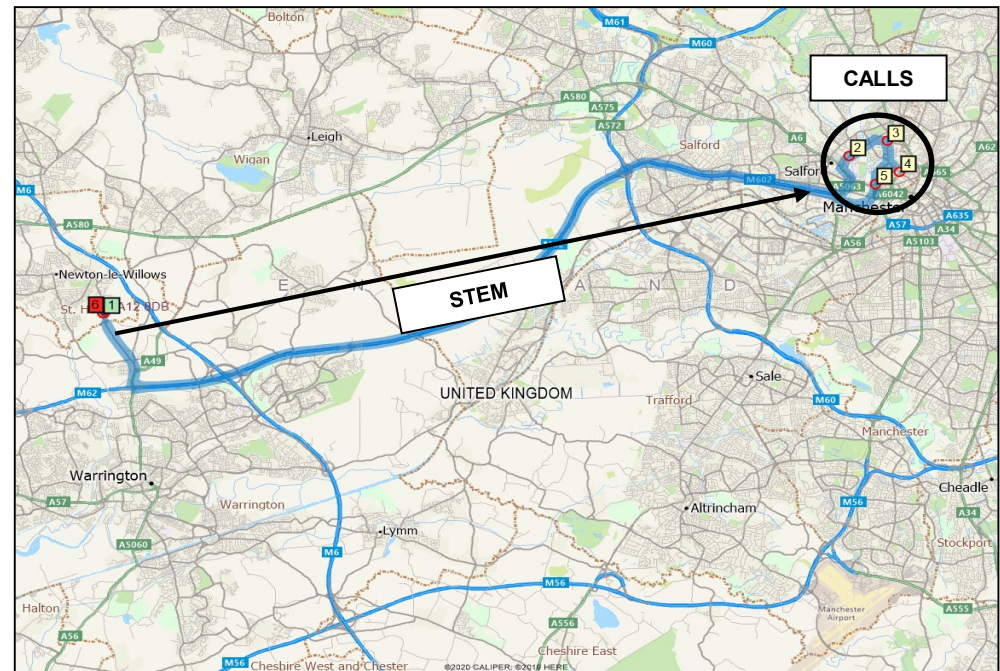 Bolton
M61
M60
CALLS
A580
A575
A572
A6
3
A62
Leigh
Wigan
Salford
2
4
Salford
5
A665
M6
M602
A5063
A6042
Manchester
A57
A635
A34
A580
A56
A5103
Newton-le-Willows
E N
A N D
6 1
STEM
A49
Sale
M62
UNITED KINGDOM
Trafford
M60
Manchester
Warrington
Cheadle
A57
Warrington
M56
Altrincham
A34
Lymm
A5060
Stockport
M6
M56
Halton
Manchester
Airport
A555
A556
A56
Cheshire East
M56
Cheshire West and Chester
©2020 CALIPER; ©2019 HERE